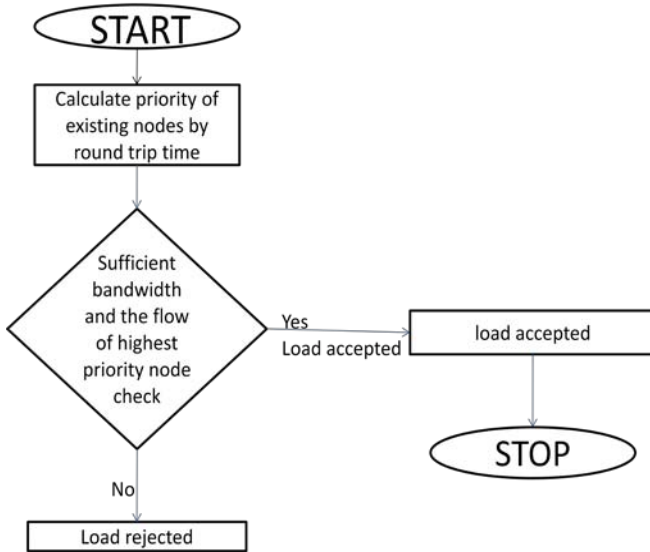 START
Calculate priority of
existing nodes by
round trip time
Sufficient
bandwidth
and the flow
of highest
priority node
check
Yes
Load accepted
load accepted
STOP
No
Load rejected